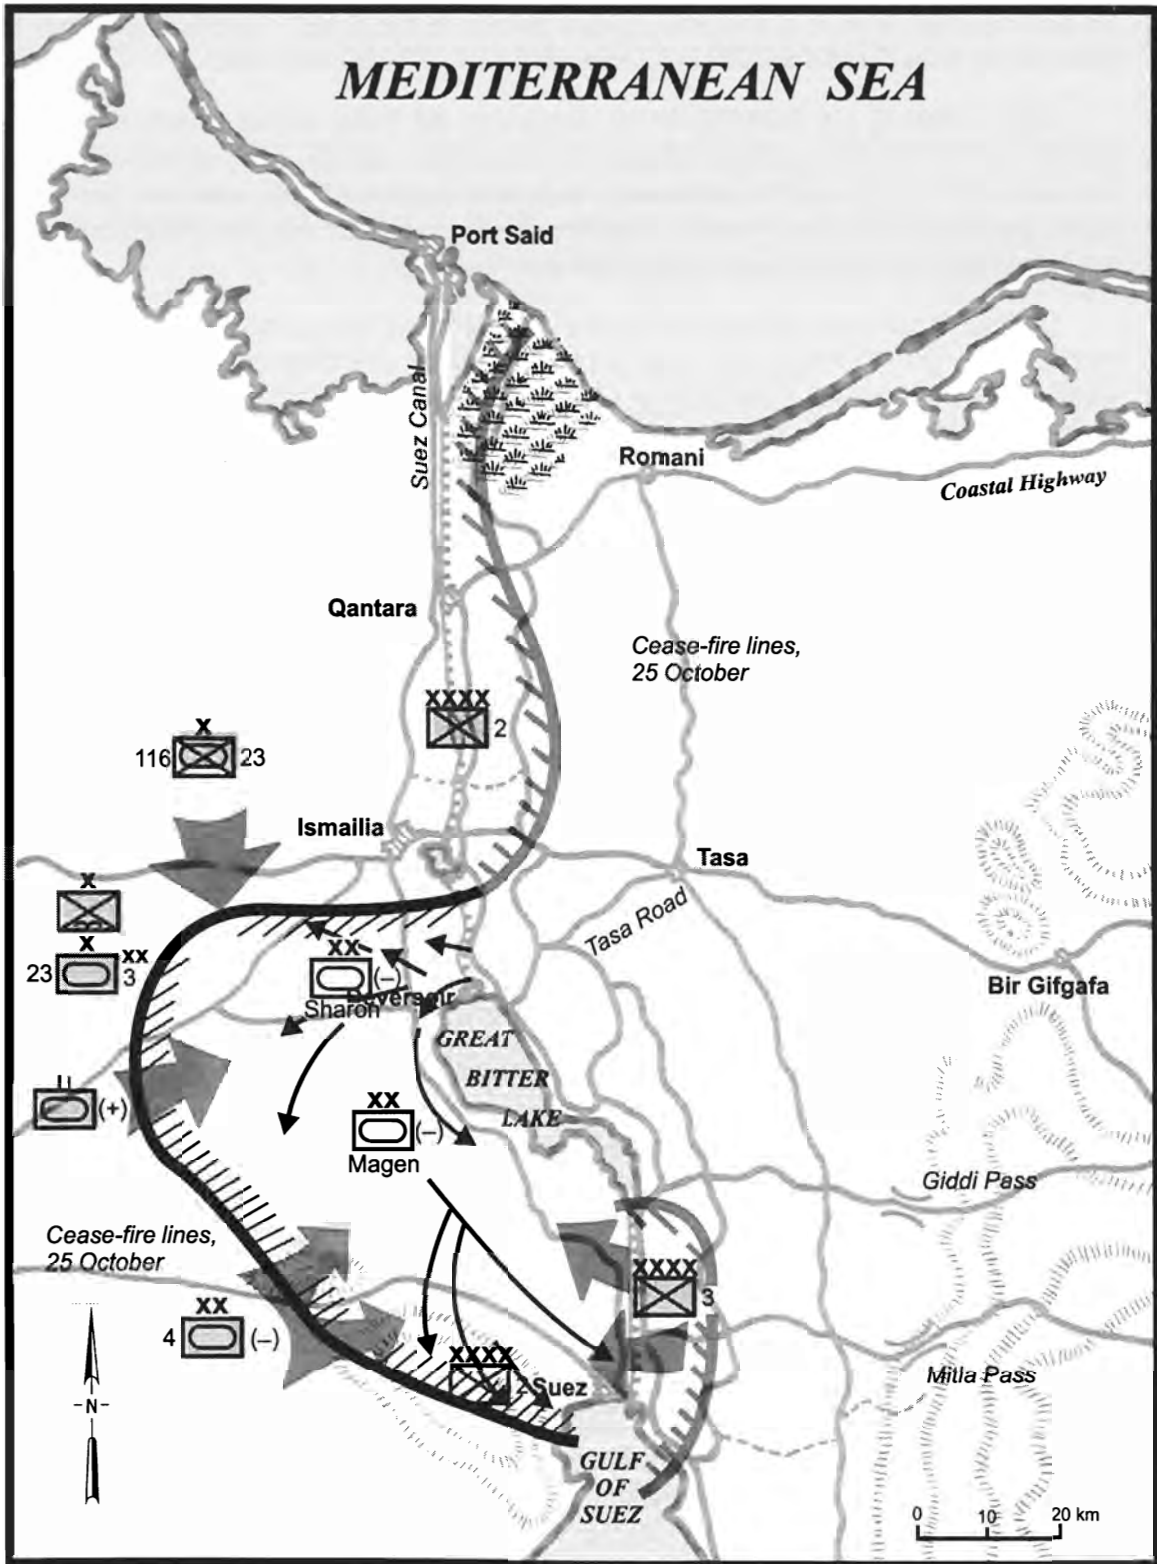 MEDITERRANEAN SEA
Port Said
Suez Canal
Romani
Coastal Highway
Qantara
Cease-fire lines,
25 October
XXXX
2
X
116 23
Ismailia
Tasa
Tasa Road
X
X
23 XX
3
XX
(–)
Sharon
Deversoir
Bir Gifgafa
GREAT
BITTER
LAKE
II
(+)
XX
(–)
Magen
Giddi Pass
Cease-fire lines,
25 October
XXXX
3
XX
4 (–)
Mitla Pass
XXXX
2
Suez
-N-
GULF
OF
SUEZ
0 10 20 km